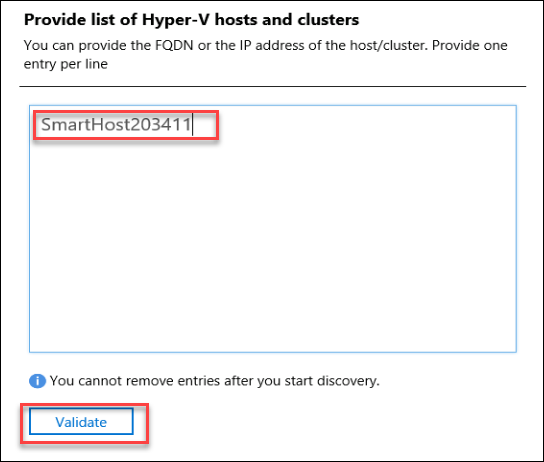 Provide list of Hyper-V hosts and clusters
You can provide the FQDN or the IP address of the host/cluster. Provide one
entry per line
SmartHost203411
You cannot remove entries after you start discovery.
Validate